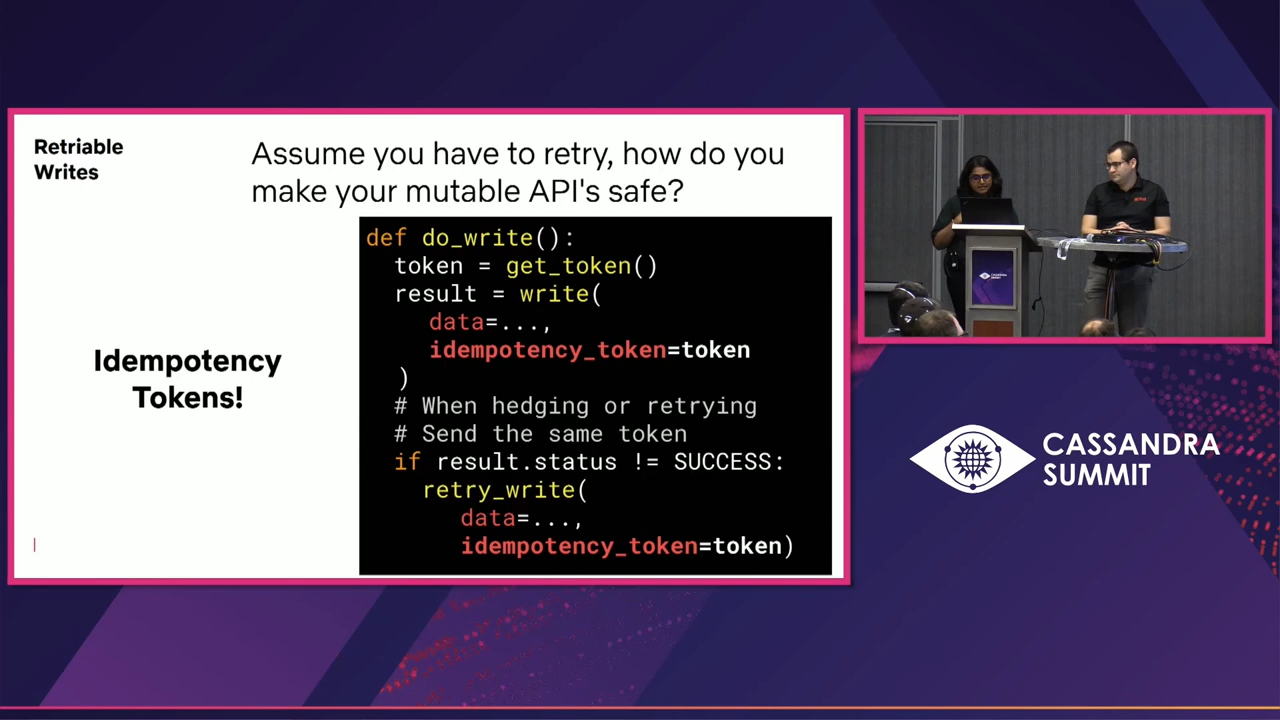 Retriable
Writes
Assume you have to retry, how do you
make your mutable API's safe?
Idempotency
Tokens!
def do_write():
token = get_token()
result = write(
data=...,
idempotency_token=token
)
# When hedging or retrying
# Send the same token
if result.status != SUCCESS:
retry_write(
data=...,
idempotency_token=token)
CASSANDRA
SUMMIT
CASSANDRA
SUMMIT